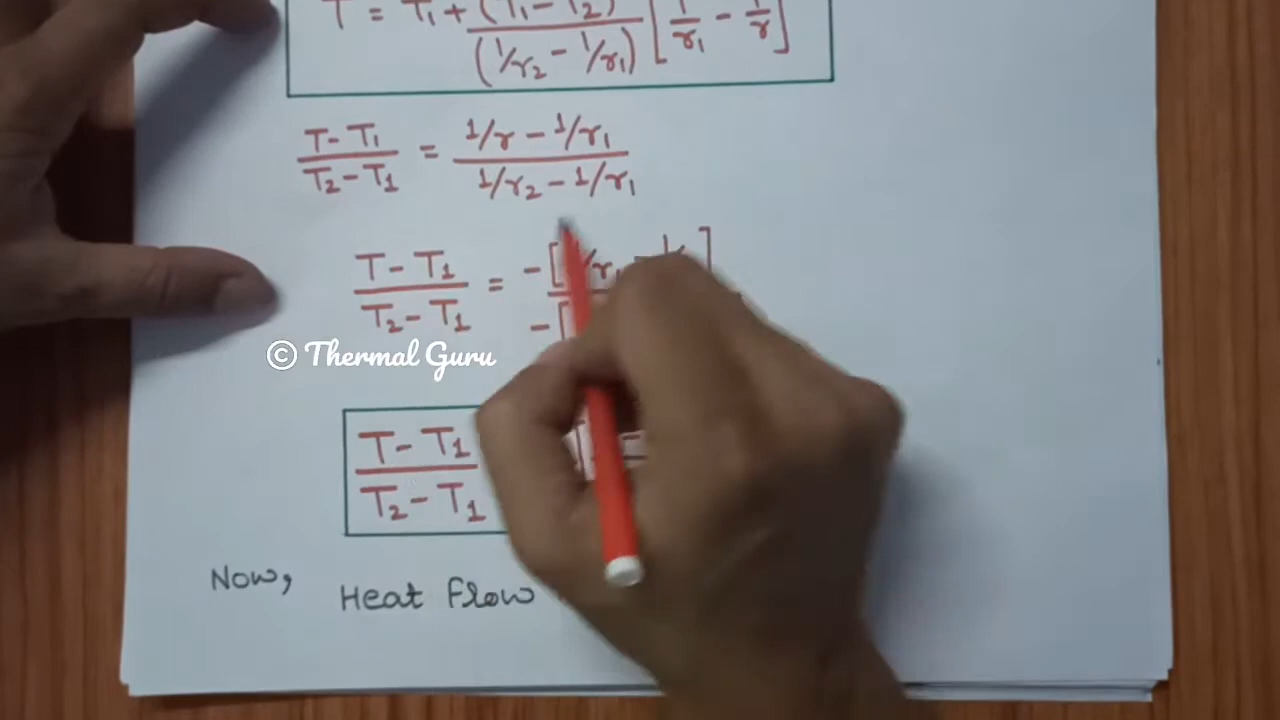 T = T₁ + (T₁ - T₂) / (1/r₂ - 1/r₁) [1/r₁ - 1/r]
T - T₁ / T₂ - T₁ = 1/r - 1/r₁ / 1/r₂ - 1/r₁
T - T₁ / T₂ - T₁ = - [ /r₁ - ] / - [
© Thermal Guru
T - T₁ / T₂ - T₁
Now, Heat Flow